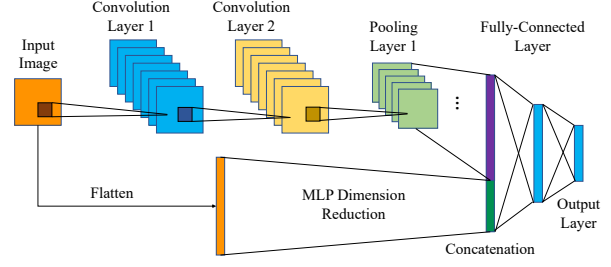 Convolution
Layer 1
Convolution
Layer 2
Pooling
Layer 1
Fully-Connected
Layer
Input
Image
...
Flatten
MLP Dimension
Reduction
Output
Layer
Concatenation